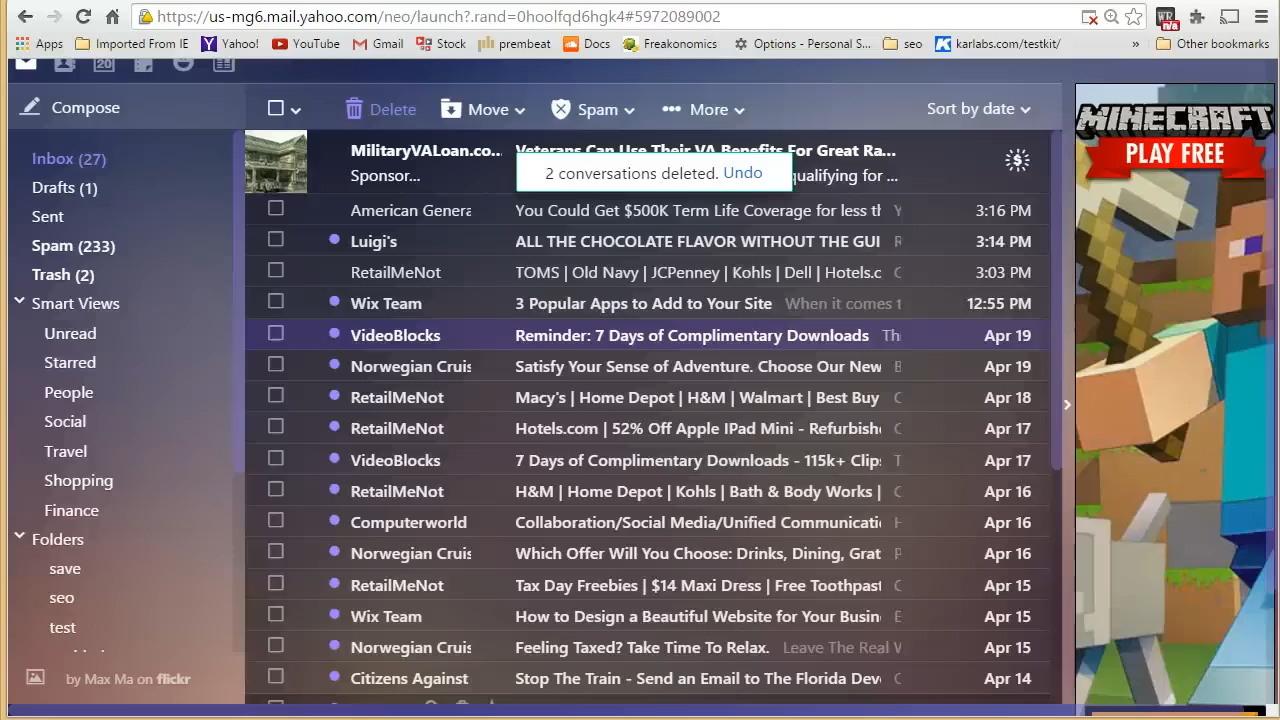 https://us-mg6.mail.yahoo.com/neo/launch?.rand=0hoolfqd6hgk4#5972089002
WR n/a
Apps Imported From IE Yahoo! YouTube Gmail Stock prembeat Docs Freakonomics Options - Personal S... seo karlabs.com/testkit/ » Other bookmarks
20
Compose
Delete Move Spam More Sort by date
Inbox (27)
Drafts (1)
Sent
Spam (233)
Trash (2)
Smart Views
Unread
Starred
People
Social
Travel
Shopping
Finance
Folders
save
seo
test
by Max Ma on flickr
MilitaryVALoan.co... Veterans Can Use Their VA Benefits For Great Ra...
Sponsor... qualifying for ...
2 conversations deleted. Undo
American Genera You Could Get $500K Term Life Coverage for less th Y 3:16 PM
Luigi's ALL THE CHOCOLATE FLAVOR WITHOUT THE GUI R 3:14 PM
RetailMeNot TOMS | Old Navy | JCPenney | Kohls | Dell | Hotels.c C 3:03 PM
Wix Team 3 Popular Apps to Add to Your Site When it comes t 12:55 PM
VideoBlocks Reminder: 7 Days of Complimentary Downloads Th Apr 19
Norwegian Cruis Satisfy Your Sense of Adventure. Choose Our New B Apr 19
RetailMeNot Macy's | Home Depot | H&M | Walmart | Best Buy C Apr 18
RetailMeNot Hotels.com | 52% Off Apple IPad Mini - Refurbish C Apr 17
VideoBlocks 7 Days of Complimentary Downloads - 115k+ Clip T Apr 17
RetailMeNot H&M | Home Depot | Kohls | Bath & Body Works | C Apr 16
Computerworld Collaboration/Social Media/Unified Communicati H Apr 16
Norwegian Cruis Which Offer Will You Choose: Drinks, Dining, Grat P Apr 16
RetailMeNot Tax Day Freebies | $14 Maxi Dress | Free Toothpast C Apr 15
Wix Team How to Design a Beautiful Website for Your Busin E Apr 15
Norwegian Cruis Feeling Taxed? Take Time To Relax. Leave The Real W Apr 15
Citizens Against Stop The Train - Send an Email to The Florida Dev C Apr 14
MINECRAFT
PLAY FREE